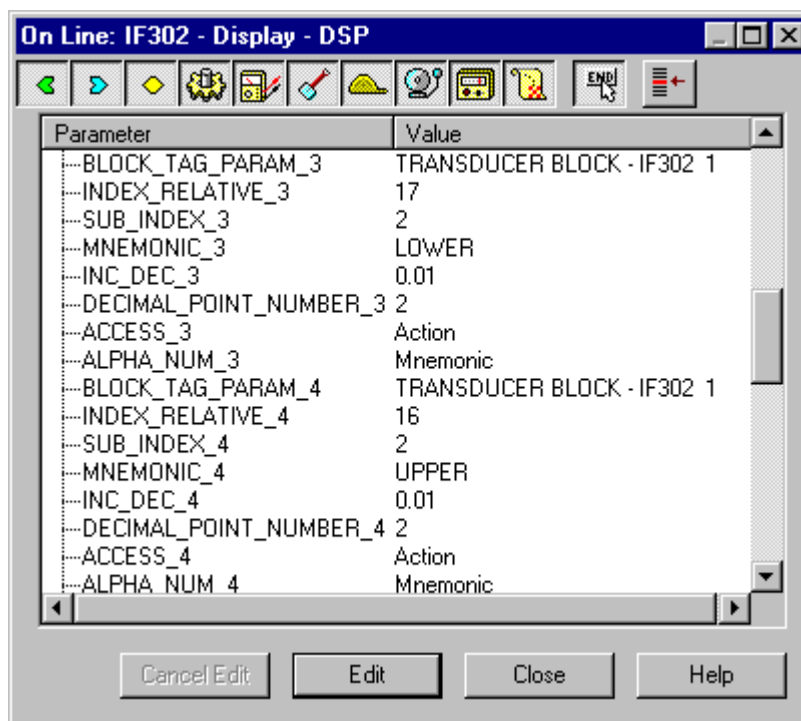 On Line: IF302 - Display - DSP
END
Parameter Value
BLOCK_TAG_PARAM_3 TRANSDUCER BLOCK - IF302 1
INDEX_RELATIVE_3 17
SUB_INDEX_3 2
MNEMONIC_3 LOWER
INC_DEC_3 0.01
DECIMAL_POINT_NUMBER_3 2
ACCESS_3 Action
ALPHA_NUM_3 Mnemonic
BLOCK_TAG_PARAM_4 TRANSDUCER BLOCK - IF302 1
INDEX_RELATIVE_4 16
SUB_INDEX_4 2
MNEMONIC_4 UPPER
INC_DEC_4 0.01
DECIMAL_POINT_NUMBER_4 2
ACCESS_4 Action
ALPHA_NUM_4 Mnemonic
Cancel Edit Edit Close Help